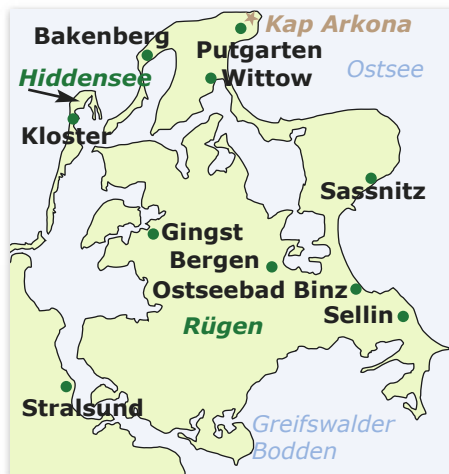 Kap Arkona
Bakenberg
Putgarten
Ostsee
Hiddensee
Wittow
Kloster
Sassnitz
Gingst
Bergen
Ostseebad Binz
Sellin
Rügen
Stralsund
Greifswalder
Bodden